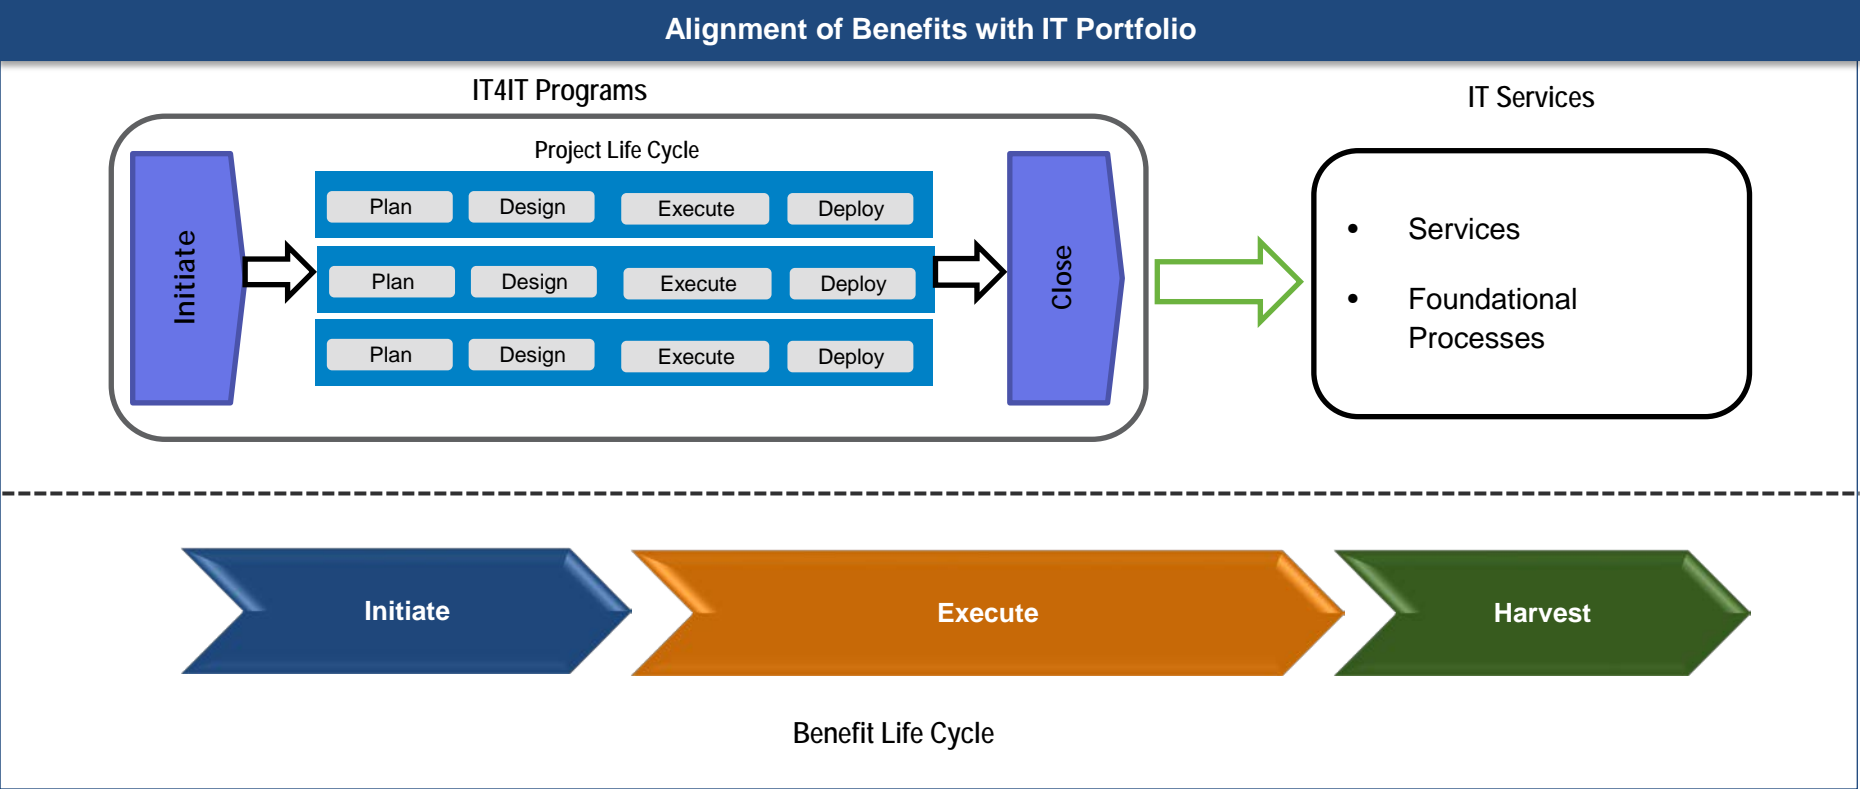 Alignment of Benefits with IT Portfolio
IT4IT Programs
IT Services
Project Life Cycle
Initiate
Plan Design Execute Deploy
Plan Design Execute Deploy
Plan Design Execute Deploy
Close
• Services
• Foundational
Processes
Initiate
Execute
Harvest
Benefit Life Cycle